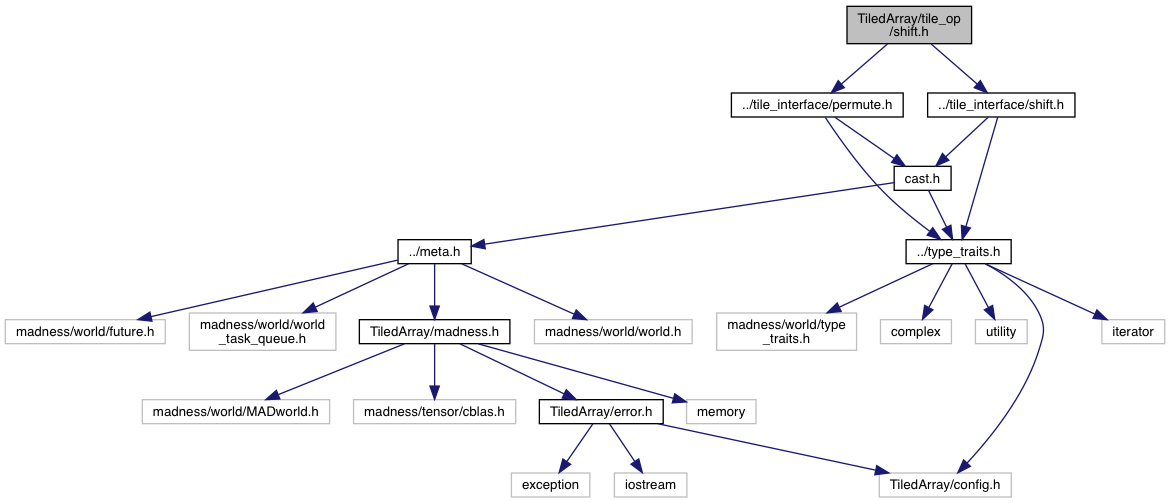 TiledArray/tile_op
/shift.h
../tile_interface/permute.h
../tile_interface/shift.h
cast.h
../meta.h
../type_traits.h
madness/world/future.h
madness/world/world
_task_queue.h
TiledArray/madness.h
madness/world/world.h
madness/world/type
_traits.h
complex
utility
iterator
madness/world/MADworld.h
madness/tensor/cblas.h
TiledArray/error.h
memory
exception
iostream
TiledArray/config.h